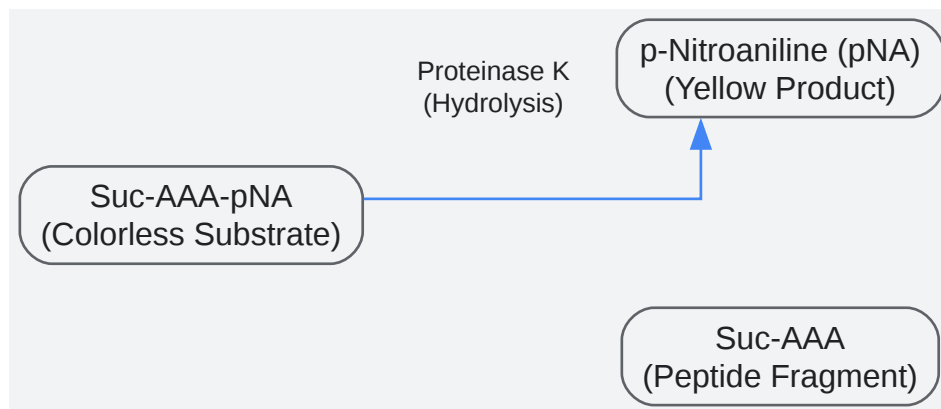 Proteinase K
(Hydrolysis)
p-Nitroaniline (pNA)
(Yellow Product)
Suc-AAA-pNA
(Colorless Substrate)
Suc-AAA
(Peptide Fragment)